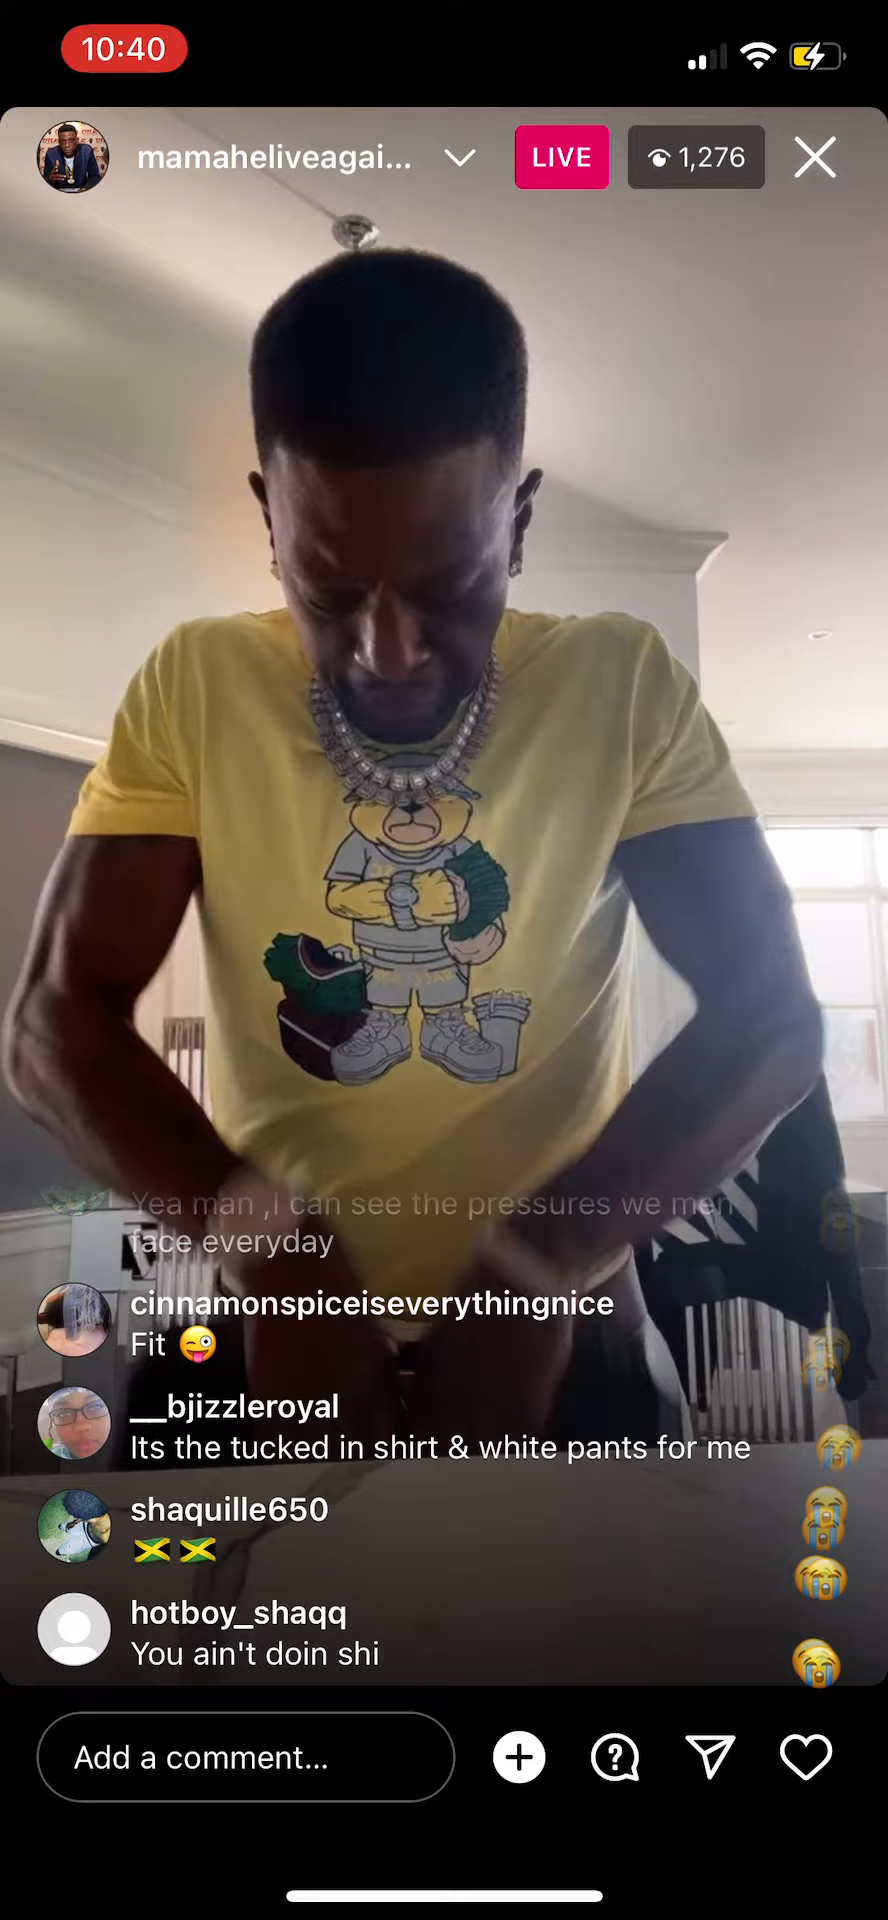 10:40
mamaheliveagai...
LIVE
1,276
Yea man ,I can see the pressures we men
face everyday
cinnamonspiceiseverythingnice
Fit 😜
__bjizzleroyal
Its the tucked in shirt & white pants for me
shaquille650
🇯🇲 🇯🇲
hotboy_shaqq
You ain't doin shi
Add a comment...